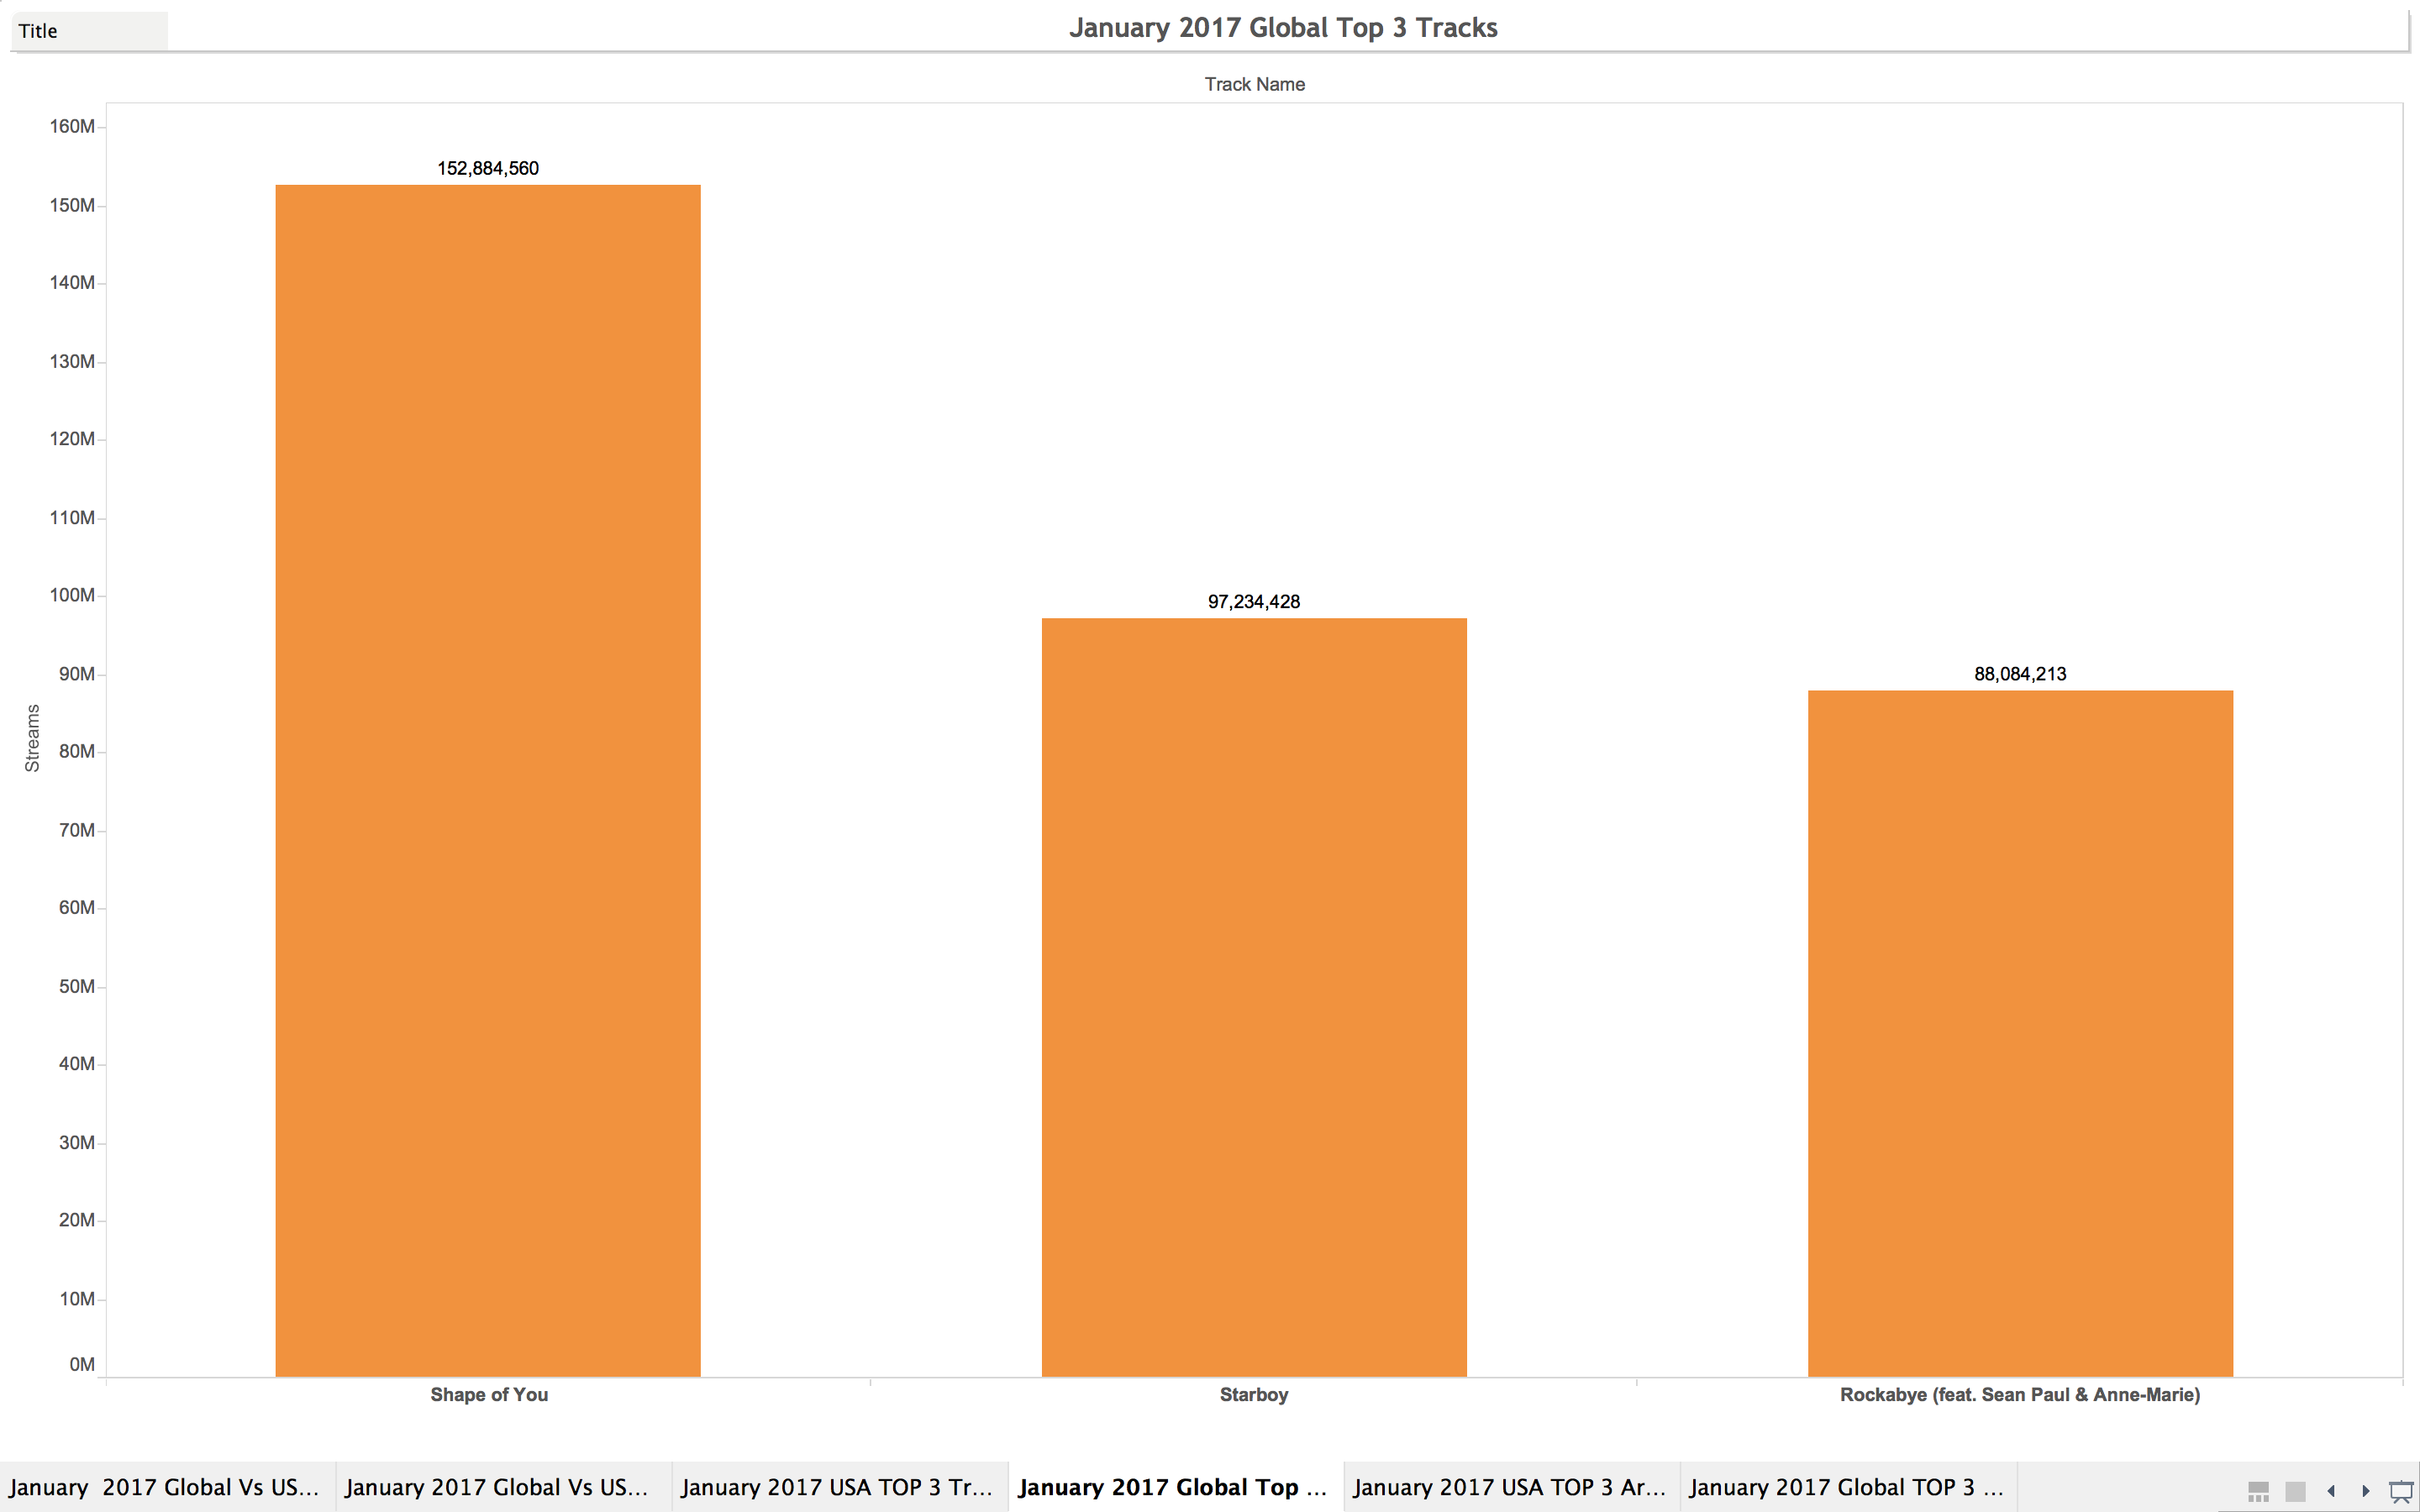 Title
January 2017 Global Top 3 Tracks
Track Name
160M
150M
140M
130M
120M
110M
100M
90M
80M
70M
60M
50M
40M
30M
20M
10M
0M
Streams
152,884,560
97,234,428
88,084,213
Shape of You
Starboy
Rockabye (feat. Sean Paul & Anne-Marie)
January  2017 Global Vs US...
January 2017 Global Vs US...
January 2017 USA TOP 3 Tr...
January 2017 Global Top ...
January 2017 USA TOP 3 Ar...
January 2017 Global TOP 3 ...